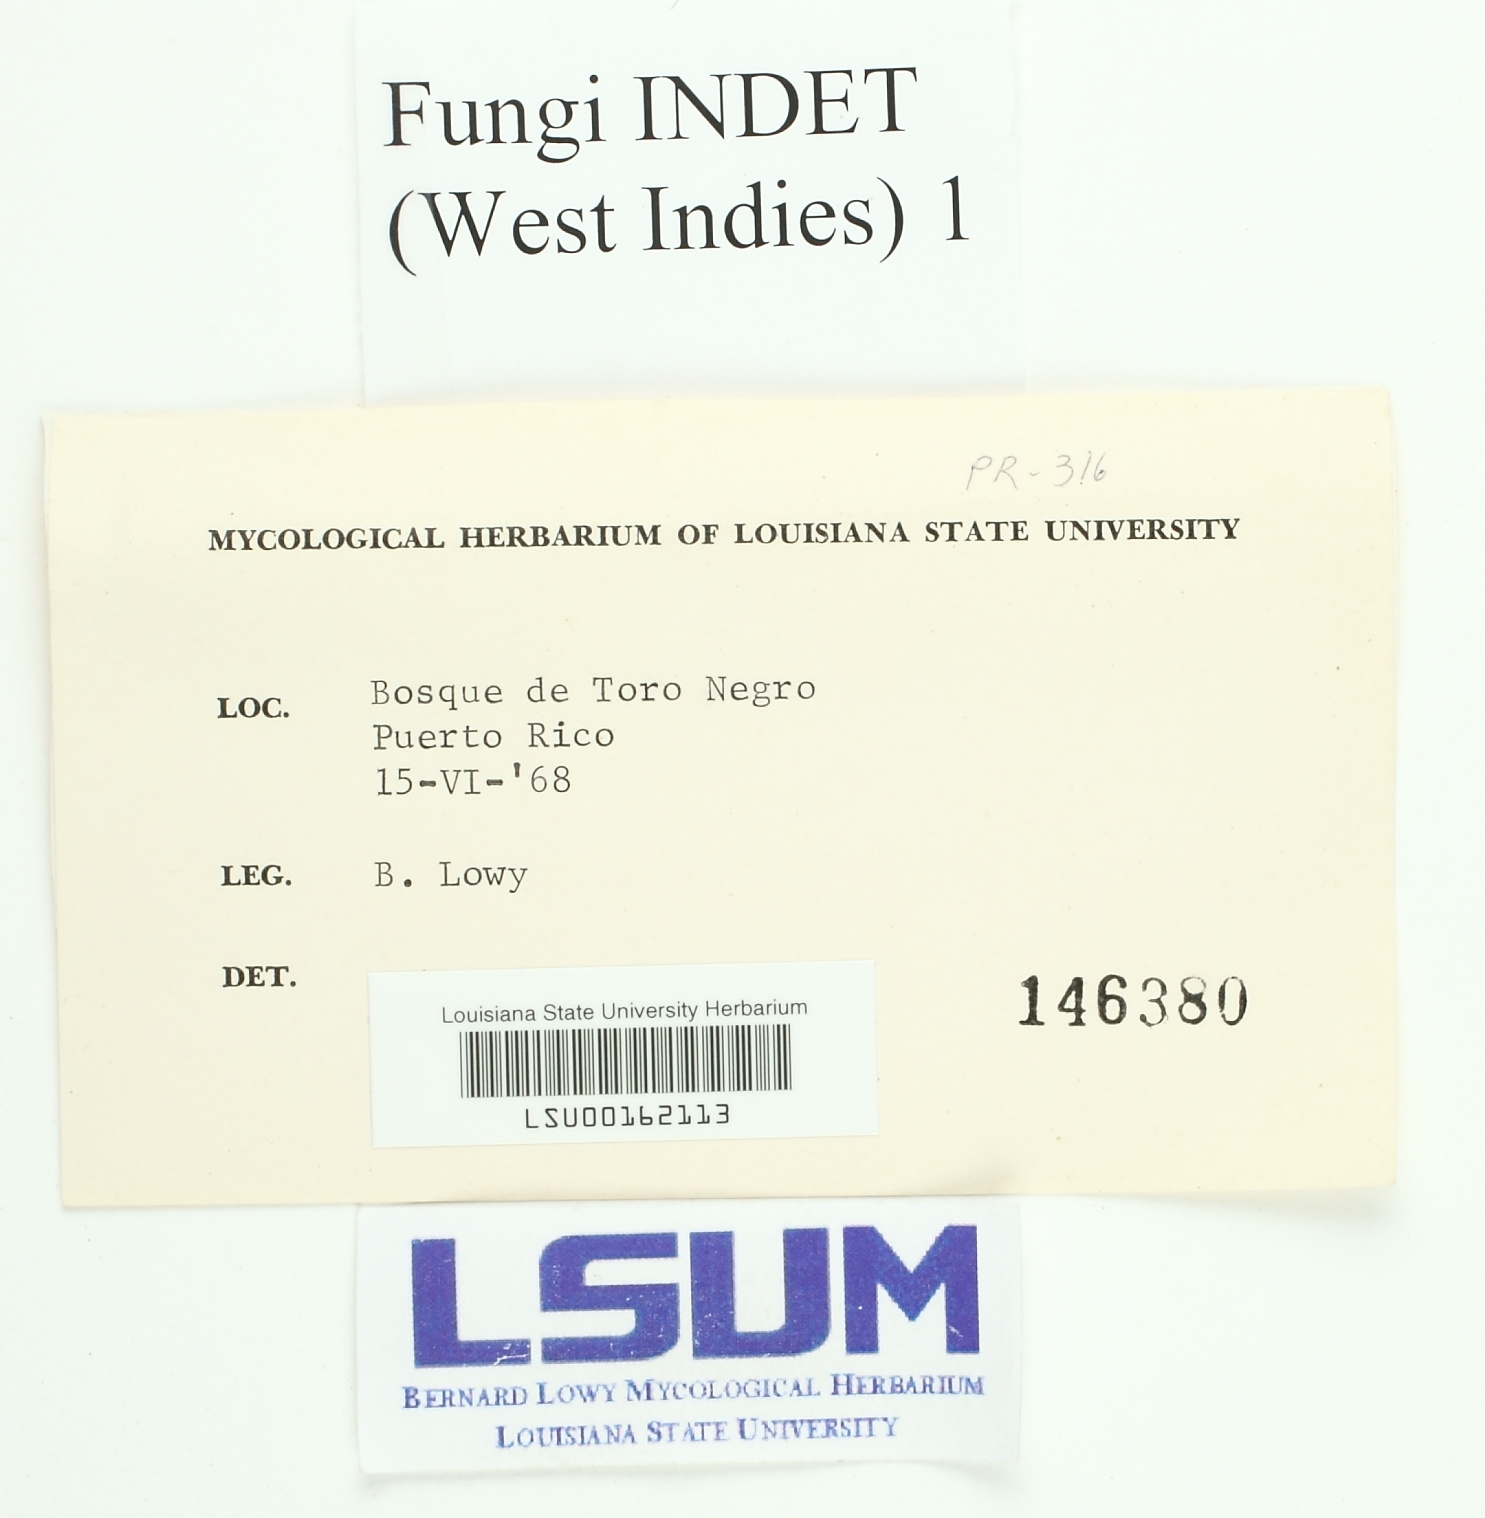 Fungi INDET
(West Indies) 1
PR-316
MYCOLOGICAL HERBARIUM OF LOUISIANA STATE UNIVERSITY
LOC. Bosque de Toro Negro
Puerto Rico
15-VI-'68
LEG. B. Lowy
DET.
146380
Louisiana State University Herbarium
LSU00162113
LSUM
BERNARD LOWY MYCOLOGICAL HERBARIUM
LOUISIANA STATE UNIVERSITY